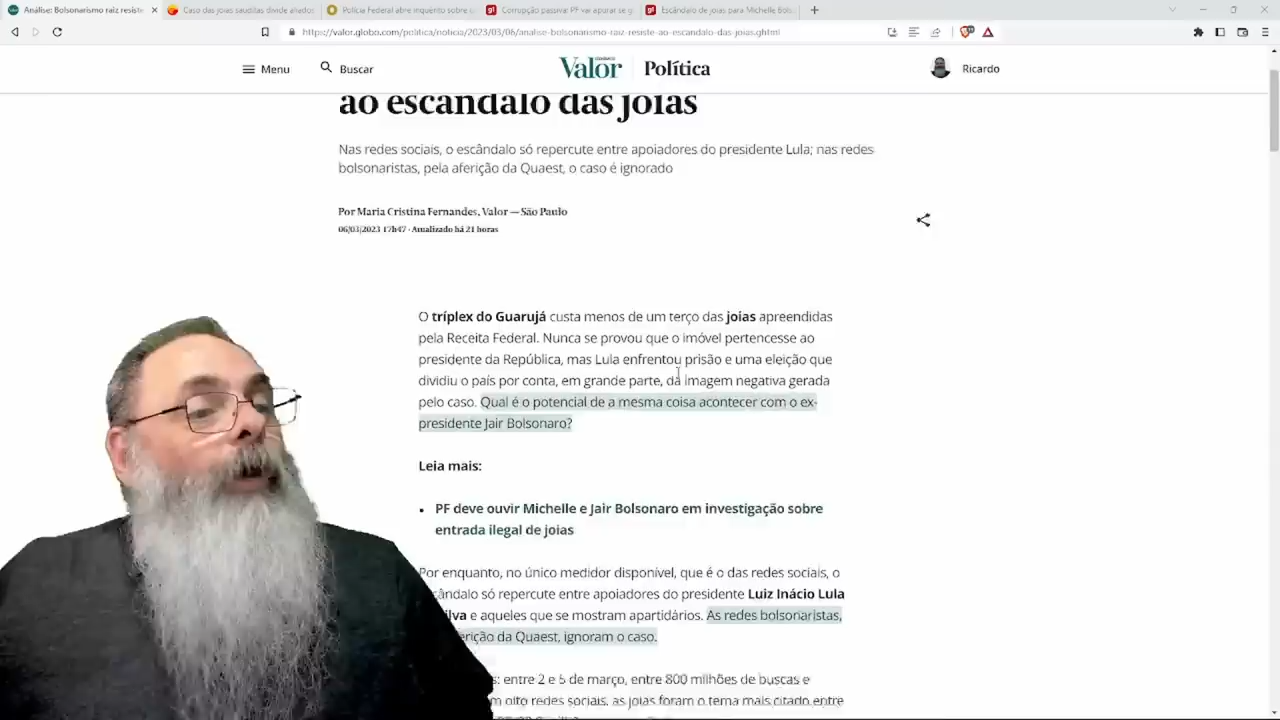 Análise: Bolsonarismo raiz resiste
Caso das joias sauditas divide aliados
Polícia Federal abre inquérito sobre
Corrupção passiva: PF vai apurar se
Escândalo de joias para Michelle Bols
https://valor.globo.com/politica/noticia/2023/03/06/analise-bolsonarismo-raiz-resiste-ao-escandalo-das-joias.ghtml
Menu
Buscar
Valor
Política
Ricardo
ao escândalo das joias
Nas redes sociais, o escândalo só repercute entre apoiadores do presidente Lula; nas redes
bolsonaristas, pela aferição da Quaest, o caso é ignorado
Por Maria Cristina Fernandes, Valor — São Paulo
06/03/2023 17h47 · Atualizado há 21 horas
O tríplex do Guarujá custa menos de um terço das joias apreendidas
pela Receita Federal. Nunca se provou que o imóvel pertencesse ao
presidente da República, mas Lula enfrentou prisão e uma eleição que
dividiu o país por conta, em grande parte, da imagem negativa gerada
pelo caso. Qual é o potencial de a mesma coisa acontecer com o ex-
presidente Jair Bolsonaro?
Leia mais:
• PF deve ouvir Michelle e Jair Bolsonaro em investigação sobre
entrada ilegal de joias
Por enquanto, no único medidor disponível, que é o das redes sociais, o
escândalo só repercute entre apoiadores do presidente Luiz Inácio Lula
ilva e aqueles que se mostram apartidários. As redes bolsonaristas,
erição da Quaest, ignoram o caso.
s: entre 2 e 5 de março, entre 800 milhões de buscas e
m oito redes sociais, as joias foram o tema mais citado entre